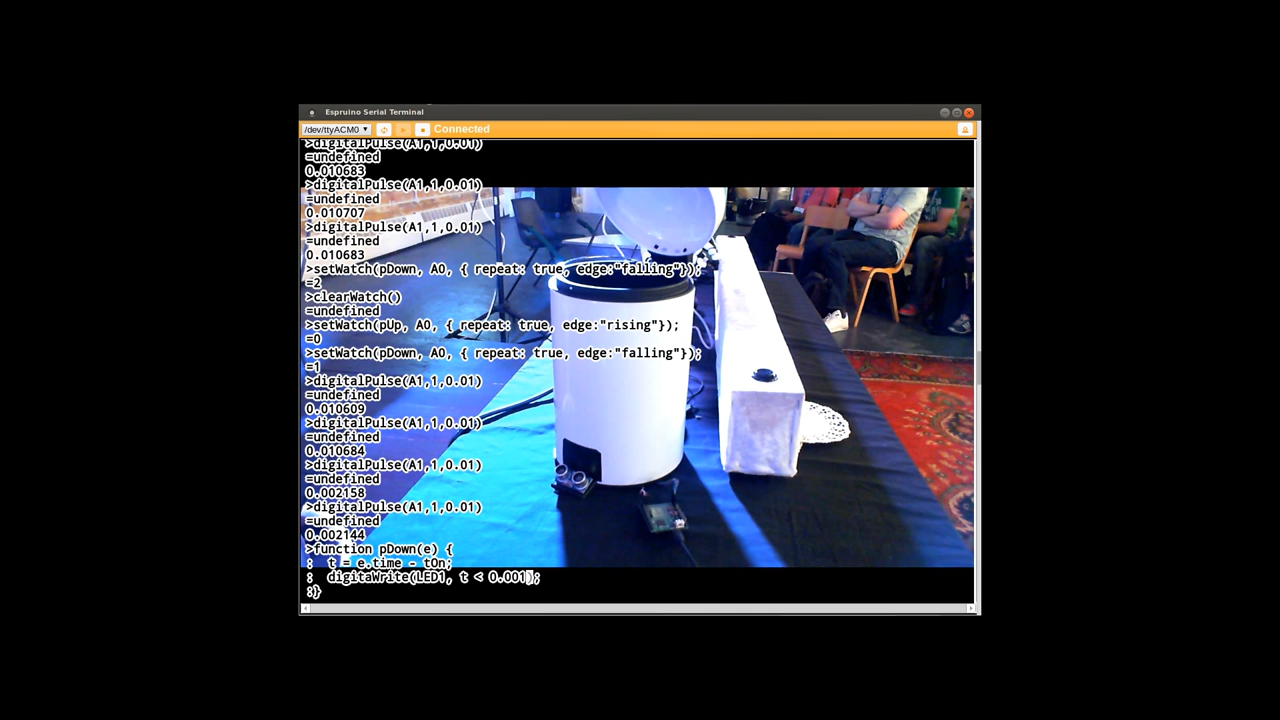 Espruino Serial Terminal
/dev/ttyACM0 Connected
>digitalPulse(A1,1,0.01)
=undefined
0.010683
>digitalPulse(A1,1,0.01)
=undefined
0.010707
>digitalPulse(A1,1,0.01)
=undefined
0.010683
>setWatch(pDown, A0, { repeat: true, edge:"falling"});
=2
>clearWatch()
=undefined
>setWatch(pUp, A0, { repeat: true, edge:"rising"});
=0
>setWatch(pDown, A0, { repeat: true, edge:"falling"});
=1
>digitalPulse(A1,1,0.01)
=undefined
0.010609
>digitalPulse(A1,1,0.01)
=undefined
0.010684
>digitalPulse(A1,1,0.01)
=undefined
0.002158
>digitalPulse(A1,1,0.01)
=undefined
0.002144
>function pDown(e) {
:  t = e.time - tOn;
:  digitaWrite(LED1, t < 0.001);
:}